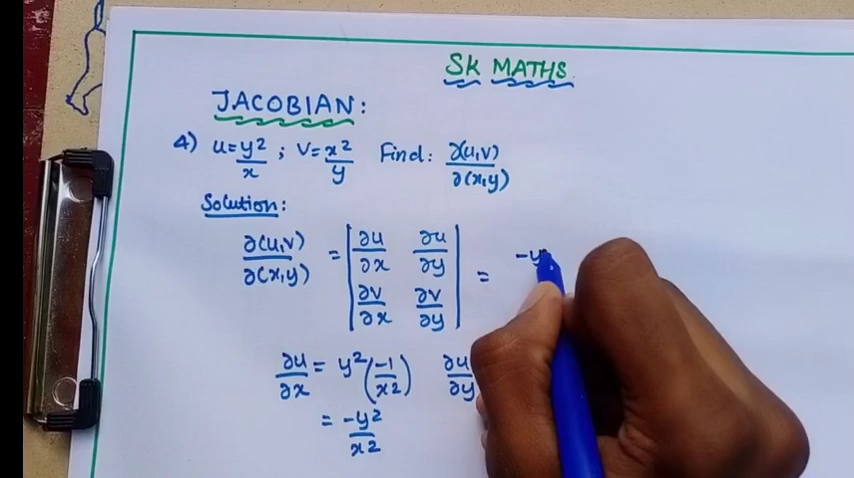 SK MATHS
JACOBIAN:
4) u=y²/x ; v=x²/y Find: ∂(u,v)/∂(x,y)
Solution:
∂(u,v)/∂(x,y) = |∂u/∂x ∂u/∂y| = -y
|∂v/∂x ∂v/∂y|
∂u/∂x = y²(-1/x²) ∂u/∂y
= -y²/x²